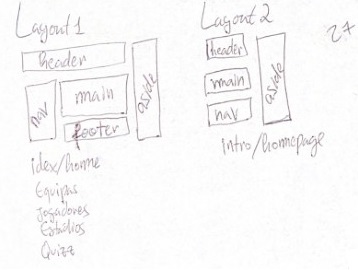 Layout 1
header
nav
main
footer
aside
idex/home
Equipas
Jogadores
Estádios
Quizz
Layout 2
header
main
nav
aside
intro/homepage